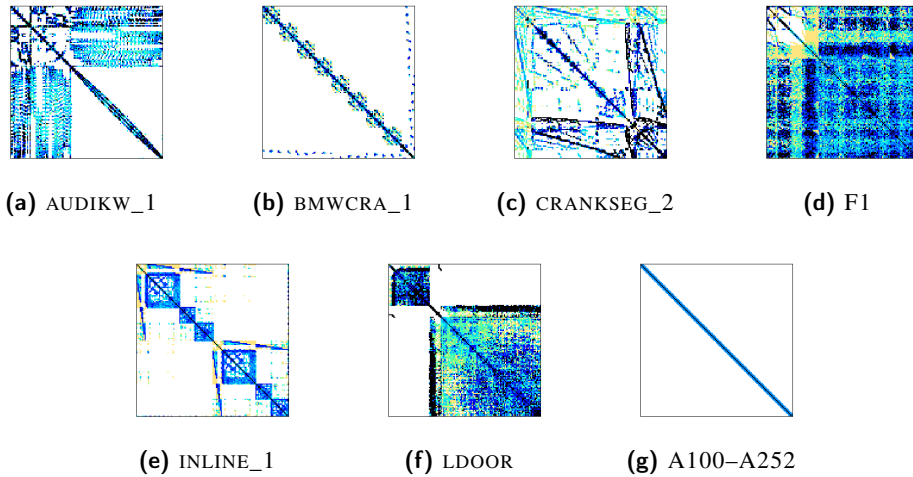 (a) AUDIKW_1
(b) BMWCRA_1
(c) CRANKSEG_2
(d) F1
(e) INLINE_1
(f) LDOOR
(g) A100–A252